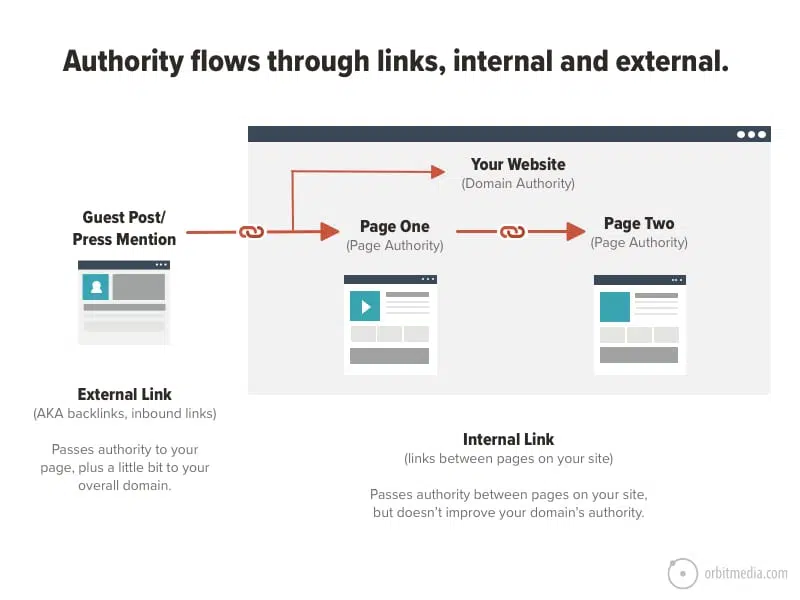 Authority flows through links, internal and external.
Your Website
(Domain Authority)
Guest Post/
Press Mention
Page One
(Page Authority)
Page Two
(Page Authority)
External Link
(AKA backlinks, inbound links)
Passes authority to your
page, plus a little bit to your
overall domain.
Internal Link
(links between pages on your site)
Passes authority between pages on your site,
but doesn't improve your domain's authority.
orbitmedia.com